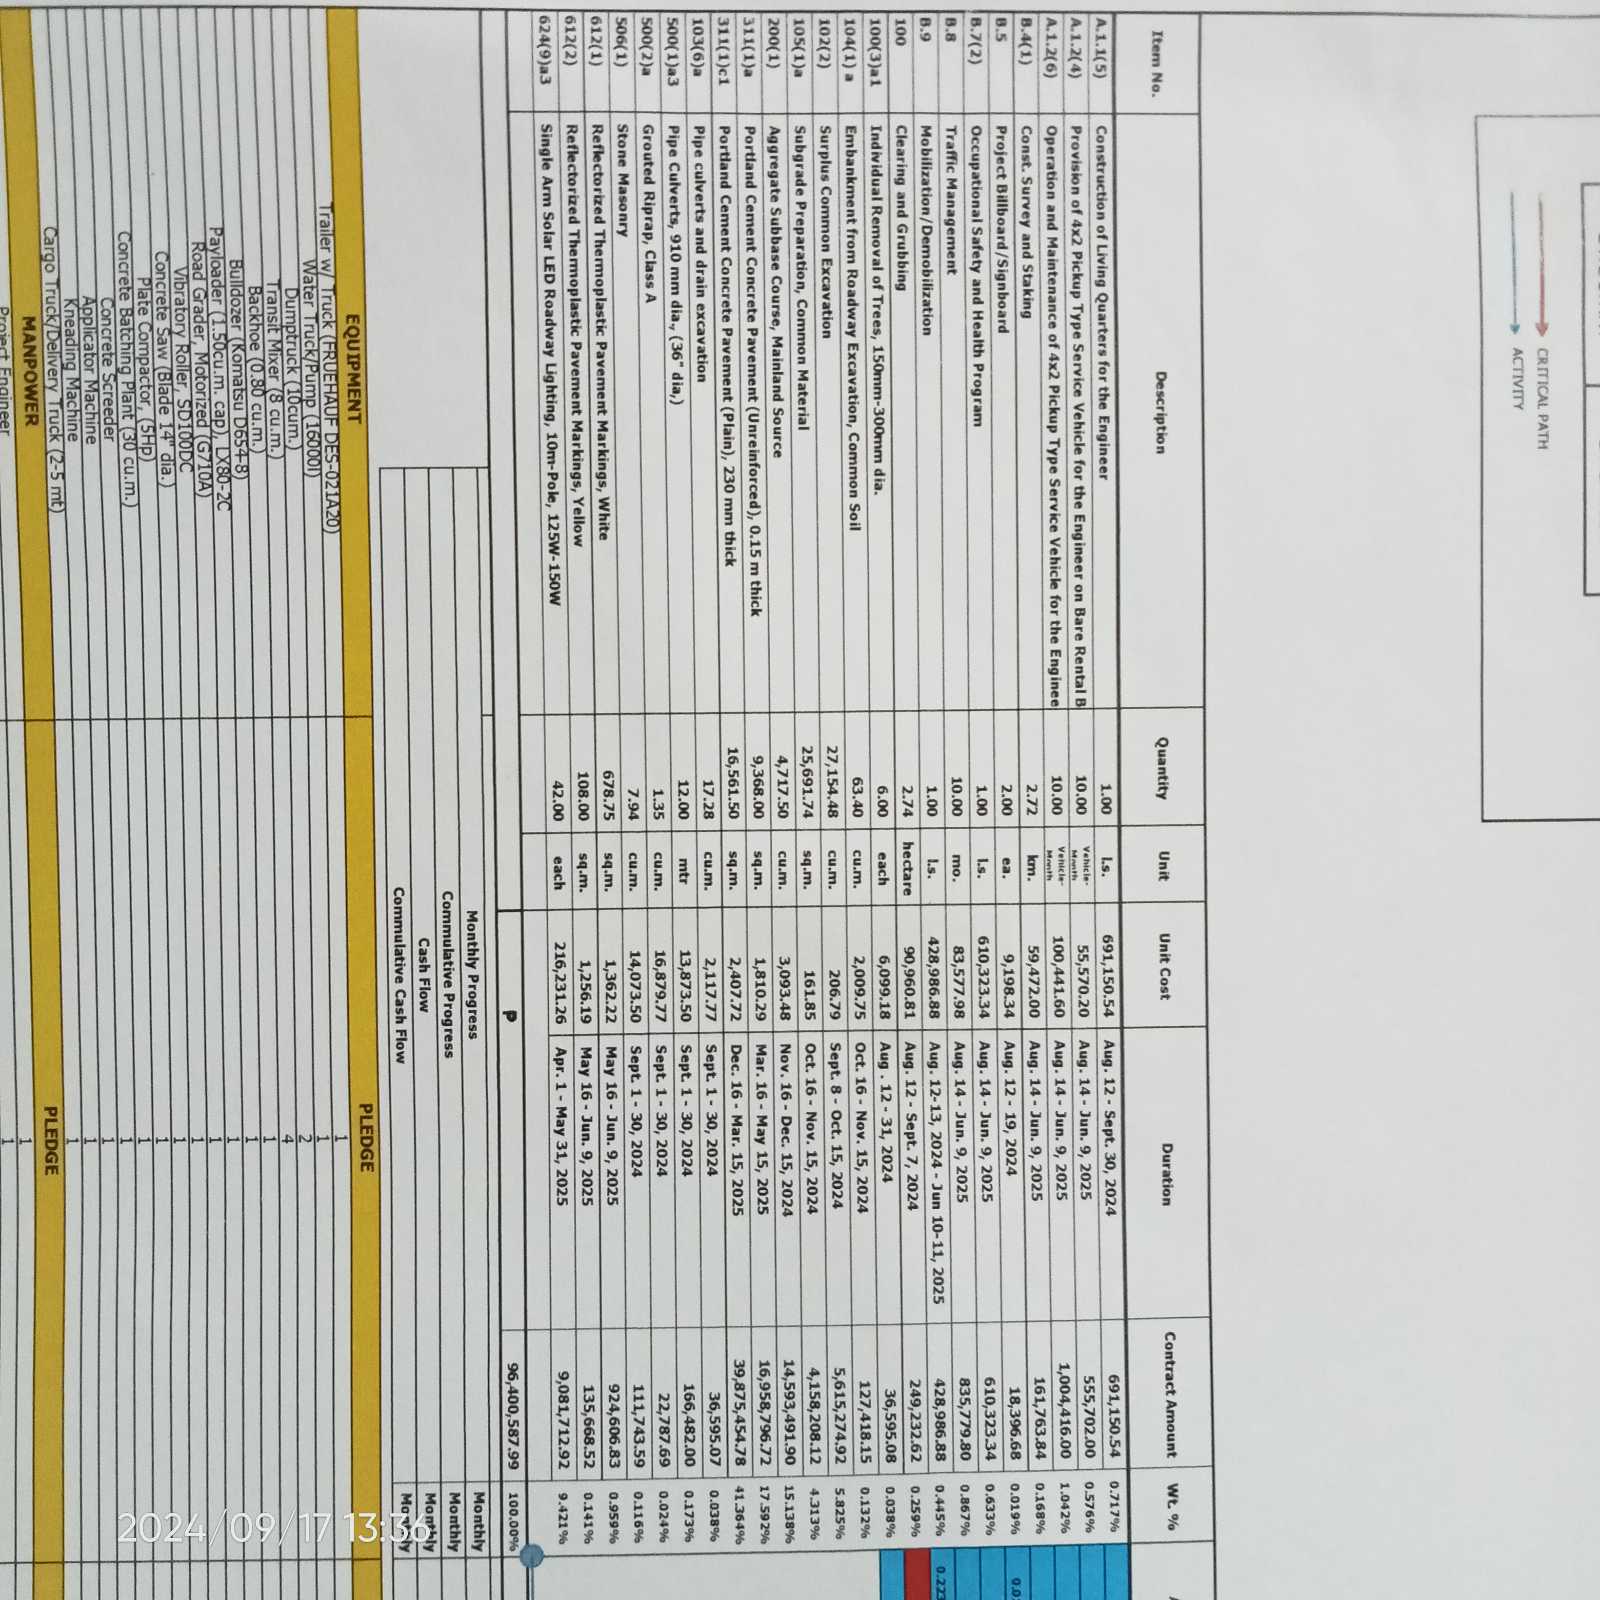 CRITICAL PATH
ACTIVITY
Item No. Description Quantity Unit Unit Cost Duration Contract Amount Wt. %
A.1.1(5) Construction of Living Quarters for the Engineer 1.00 l.s. 691,150.54 Aug. 12 - Sept. 30, 2024 691,150.54 0.717%
A.1.2(4) Provision of 4x2 Pickup Type Service Vehicle for the Engineer on Bare Rental B 10.00 Vehicle-Month 55,570.20 Aug. 14 - Jun. 9, 2025 555,702.00 0.576%
A.1.2(6) Operation and Maintenance of 4x2 Pickup Type Service Vehicle for the Enginee 10.00 Vehicle-Month 100,441.60 Aug. 14 - Jun. 9, 2025 1,004,416.00 1.042%
B.4(1) Const. Survey and Staking 2.72 km. 59,472.00 Aug. 14 - Jun. 9, 2025 161,763.84 0.168%
B.5 Project Billboard/Signboard 2.00 ea. 9,198.34 Aug. 12 - 19, 2024 18,396.68 0.019%
B.7(2) Occupational Safety and Health Program 1.00 l.s. 610,323.34 Aug. 14 - Jun. 9, 2025 610,323.34 0.633%
B.8 Traffic Management 10.00 mo. 83,577.98 Aug. 14 - Jun. 9, 2025 835,779.80 0.867%
B.9 Mobilization/Demobilization 1.00 l.s. 428,986.88 Aug. 12-13, 2024 - Jun 10-11, 2025 428,986.88 0.445%
100 Clearing and Grubbing 2.74 hectare 90,960.81 Aug. 12 - Sept. 7, 2024 249,232.62 0.259%
100(3)a1 Individual Removal of Trees, 150mm-300mm dia. 6.00 each 6,099.18 Aug . 12 - 31, 2024 36,595.08 0.038%
104(1) a Embankment from Roadway Excavation, Common Soil 63.40 cu.m. 2,009.75 Oct. 16 - Nov. 15, 2024 127,418.15 0.132%
102(2) Surplus Common Excavation 27,154.48 cu.m. 206.79 Sept. 8 - Oct. 15, 2024 5,615,274.92 5.825%
105(1)a Subgrade Preparation, Common Material 25,691.74 sq.m. 161.85 Oct. 16 - Nov. 15, 2024 4,158,208.12 4.313%
200(1) Aggregate Subbase Course, Mainland Source 4,717.50 cu.m. 3,093.48 Nov. 16 - Dec. 15, 2024 14,593,491.90 15.138%
311(1)a Portland Cement Concrete Pavement (Unreinforced), 0.15 m thick 9,368.00 sq.m. 1,810.29 Mar. 16 - May 15, 2025 16,958,796.72 17.592%
311(1)c1 Portland Cement Concrete Pavement (Plain), 230 mm thick 16,561.50 sq.m. 2,407.72 Dec. 16 - Mar. 15, 2025 39,875,454.78 41.364%
103(6)a Pipe culverts and drain excavation 17.28 cu.m. 2,117.77 Sept. 1 - 30, 2024 36,595.07 0.038%
500(1)a3 Pipe Culverts, 910 mm dia., (36" dia,) 12.00 mtr 13,873.50 Sept. 1 - 30, 2024 166,482.00 0.173%
500(2)a Grouted Riprap, Class A 1.35 cu.m. 16,879.77 Sept. 1 - 30, 2024 22,787.69 0.024%
506(1) Stone Masonry 7.94 cu.m. 14,073.50 Sept. 1 - 30, 2024 111,743.59 0.116%
612(1) Reflectorized Thermoplastic Pavement Markings, White 678.75 sq.m. 1,362.22 May 16 - Jun. 9, 2025 924,606.83 0.959%
612(2) Reflectorized Thermoplastic Pavement Markings, Yellow 108.00 sq.m. 1,256.19 May 16 - Jun. 9, 2025 135,668.52 0.141%
624(9)a3 Single Arm Solar LED Roadway Lighting, 10m-Pole, 125W-150W 42.00 each 216,231.26 Apr. 1 - May 31, 2025 9,081,712.92 9.421%
₱ 96,400,587.99 100.00%
Monthly Progress Monthly
Commulative Progress Monthly
Cash Flow Monthly
Commulative Cash Flow Monthly
EQUIPMENT PLEDGE
Trailer w/ Truck (FRUEHAUF DES-021A20) 1
Water Truck/Pump (16000l) 1
Dumptruck (10cum.) 2
Transit Mixer (8 cu.m.) 4
Backhoe (0.80 cu.m.) 1
Bulldozer (Komatsu D654-8) 1
Payloader (1.50cu.m. cap), LX80-2C 1
Road Grader, Motorized (G710A) 1
Vibratory Roller, SD100DC 1
Concrete Saw (Blade 14" dia.) 1
Plate Compactor, (5Hp) 1
Concrete Batching Plant (30 cu.m.) 1
Concrete Screeder 1
Applicator Machine 1
Kneading Machine 1
Cargo Truck/Delivery Truck (2-5 mt) 1
MANPOWER PLEDGE
Project Engineer 1
2024/09/17 13:36